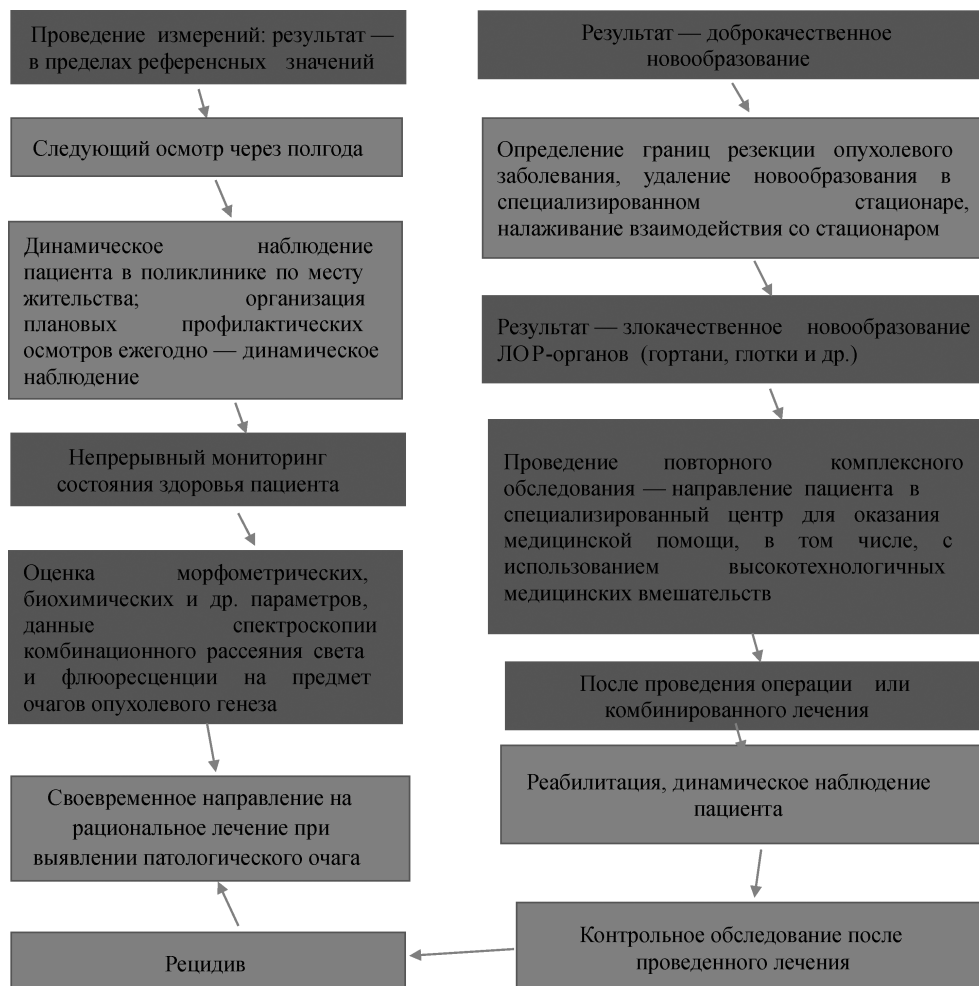 Проведение измерений: результат —
в пределах референсных значений
Следующий осмотр через полгода
Динамическое наблюдение
пациента в поликлинике по месту
жительства; организация
плановых профилактических
осмотров ежегодно — динамическое
наблюдение
Непрерывный мониторинг
состояния здоровья пациента
Оценка морфометрических,
биохимических и др. параметров,
данные спектроскопии
комбинационного рассеяния света
и флюоресценции на предмет
очагов опухолевого генеза
Своевременное направление на
рациональное лечение при
выявлении патологического очага
Рецидив
Результат — доброкачественное
новообразование
Определение границ резекции опухолевого
заболевания, удаление новообразования в
специализированном стационаре,
налаживание взаимодействия со стационаром
Результат — злокачественное новообразование
ЛОР-органов (гортани, глотки и др.)
Проведение повторного комплексного
обследования — направление пациента в
специализированный центр для оказания
медицинской помощи, в том числе, с
использованием высокотехнологичных
медицинских вмешательств
После проведения операции или
комбинированного лечения
Реабилитация, динамическое наблюдение
пациента
Контрольное обследование после
проведенного лечения